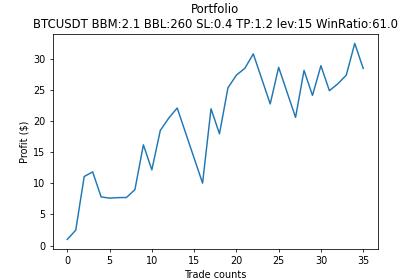 Portfolio
BTCUSDT BBM:2.1 BBL:260 SL:0.4 TP:1.2 lev:15 WinRatio:61.0
30
25
20
15
10
5
0
Profit ($)
0 5 10 15 20 25 30 35
Trade counts